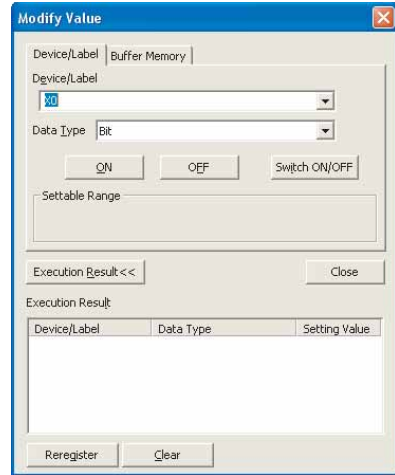 Modify Value
Device/Label Buffer Memory
Device/Label
X0
Data Type Bit
ON OFF Switch ON/OFF
Settable Range
Execution Result<< Close
Execution Result
Device/Label Data Type Setting Value
Reregister Clear